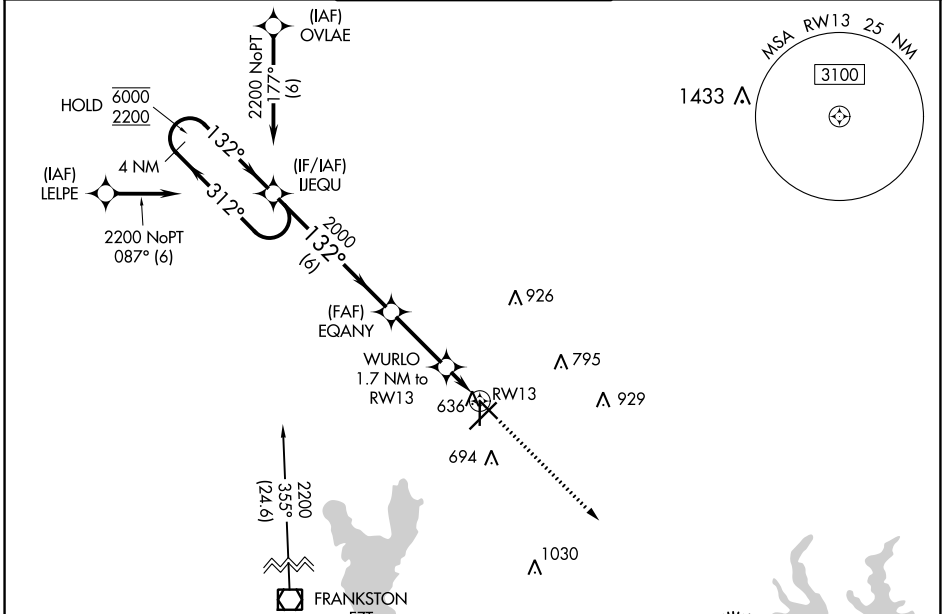 (IAF)
OVLAE
2200 NoPT
177°
(6)
MSA RW13 25 NM
3100
1433
HOLD 6000
2200
132°
4 NM
312°
(IAF)
LELPE
(IF/IAF)
IJEQU
2200 NoPT
087° (6)
2000
132°
(6)
(FAF)
EQANY
926
WURLO
1.7 NM to
RW13
795
636
RW13
929
694
2200
355°
(24.6)
1030
FRANKSTON